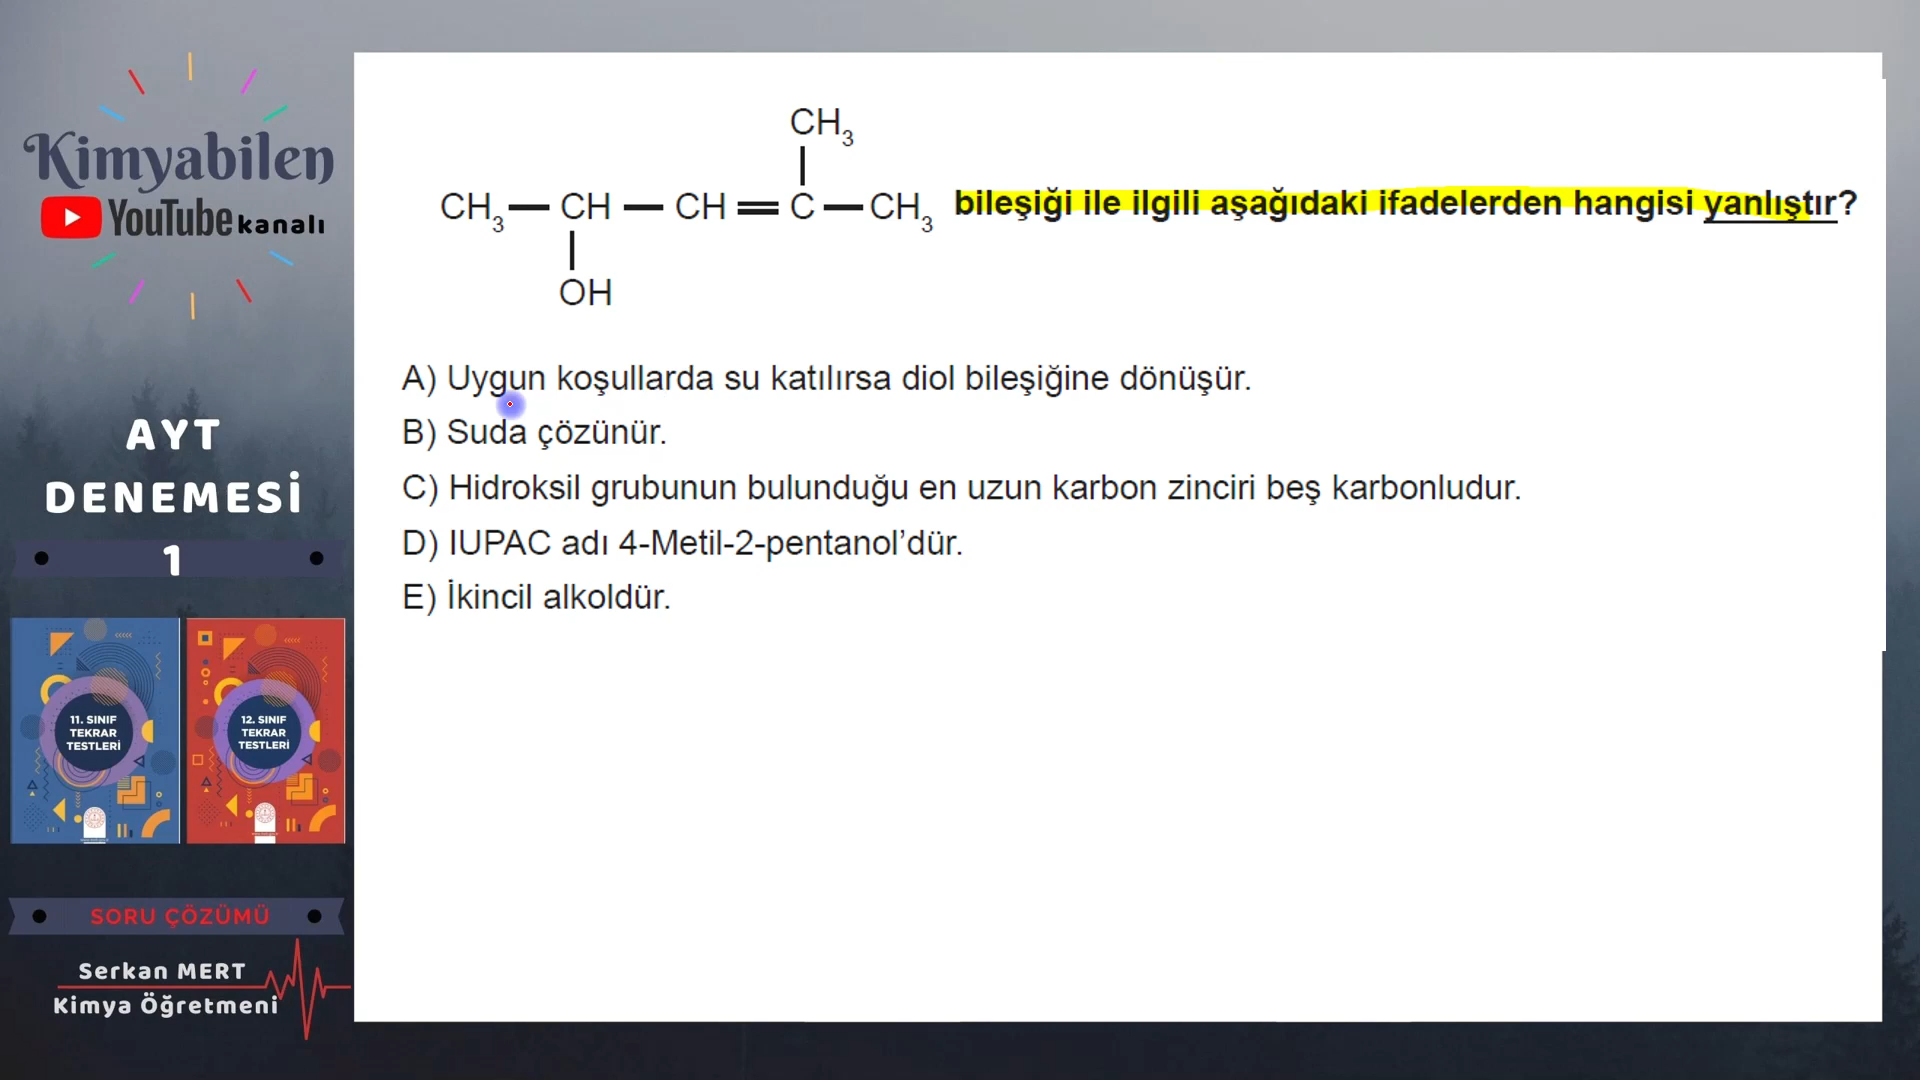 Kimyabilen
YouTube kanalı
AYT
DENEMESİ
1
11. SINIF
TEKRAR
TESTLERİ
12. SINIF
TEKRAR
TESTLERİ
SORU ÇÖZÜMÜ
Serkan MERT
Kimya Öğretmeni
CH3
CH3 — CH — CH = C — CH3 bileşiği ile ilgili aşağıdaki ifadelerden hangisi yanlıştır?
OH
A) Uygun koşullarda su katılırsa diol bileşiğine dönüşür.
B) Suda çözünür.
C) Hidroksil grubunun bulunduğu en uzun karbon zinciri beş karbonludur.
D) IUPAC adı 4-Metil-2-pentanol’dür.
E) İkincil alkoldür.